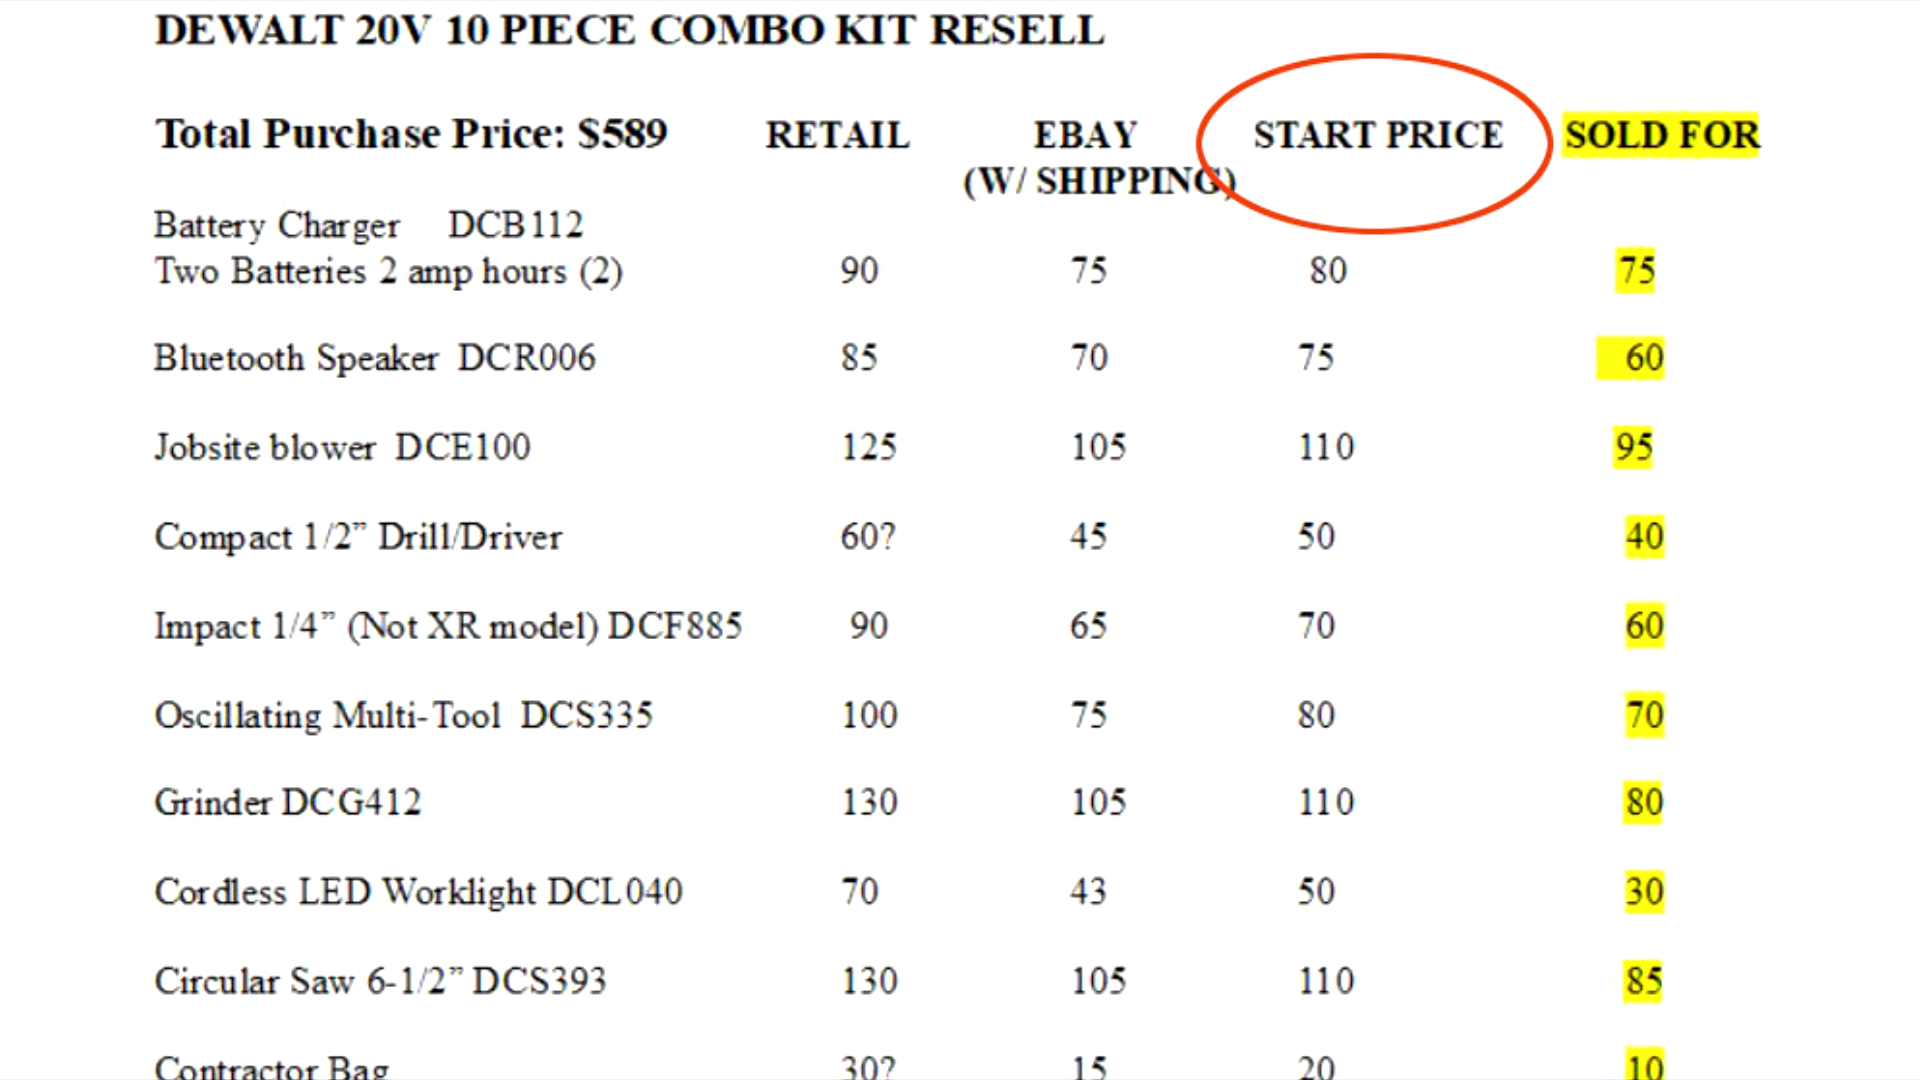 DEWALT 20V 10 PIECE COMBO KIT RESELL
Total Purchase Price: $589 RETAIL EBAY START PRICE SOLD FOR
(W/ SHIPPING)
Battery Charger DCB112
Two Batteries 2 amp hours (2) 90 75 80 75
Bluetooth Speaker DCR006 85 70 75 60
Jobsite blower DCE100 125 105 110 95
Compact 1/2” Drill/Driver 60? 45 50 40
Impact 1/4” (Not XR model) DCF885 90 65 70 60
Oscillating Multi-Tool DCS335 100 75 80 70
Grinder DCG412 130 105 110 80
Cordless LED Worklight DCL040 70 43 50 30
Circular Saw 6-1/2” DCS393 130 105 110 85
Contractor Bag 30? 15 20 10